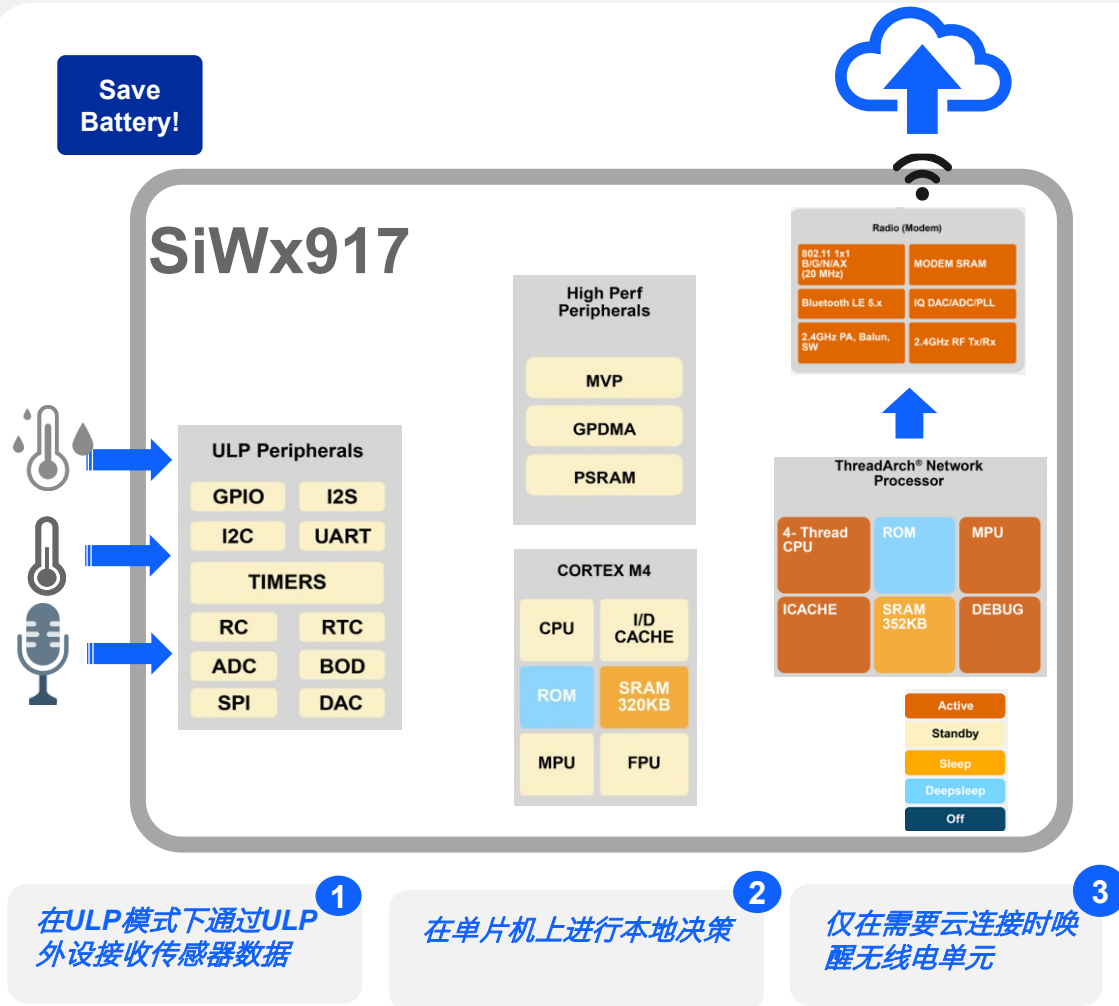 Save
Battery!
SiWx917
Radio (Modem)
802.11 1x1
B/G/N/AX
(20 MHz)
MODEM SRAM
Bluetooth LE 5.x
IQ DAC/ADC/PLL
2.4GHz PA, Balun,
SW
2.4GHz RF Tx/Rx
High Perf
Peripherals
MVP
GPDMA
PSRAM
ULP Peripherals
GPIO
I2S
I2C
UART
TIMERS
RC
RTC
ADC
BOD
SPI
DAC
CORTEX M4
CPU
I/D
CACHE
ROM
SRAM
320KB
MPU
FPU
ThreadArch® Network
Processor
4- Thread
CPU
ROM
MPU
ICACHE
SRAM
352KB
DEBUG
Active
Standby
Sleep
Deepsleep
Off
1
在ULP模式下通过ULP
外设接收传感器数据
2
在单片机上进行本地决策
3
仅在需要云连接时唤
醒无线电单元